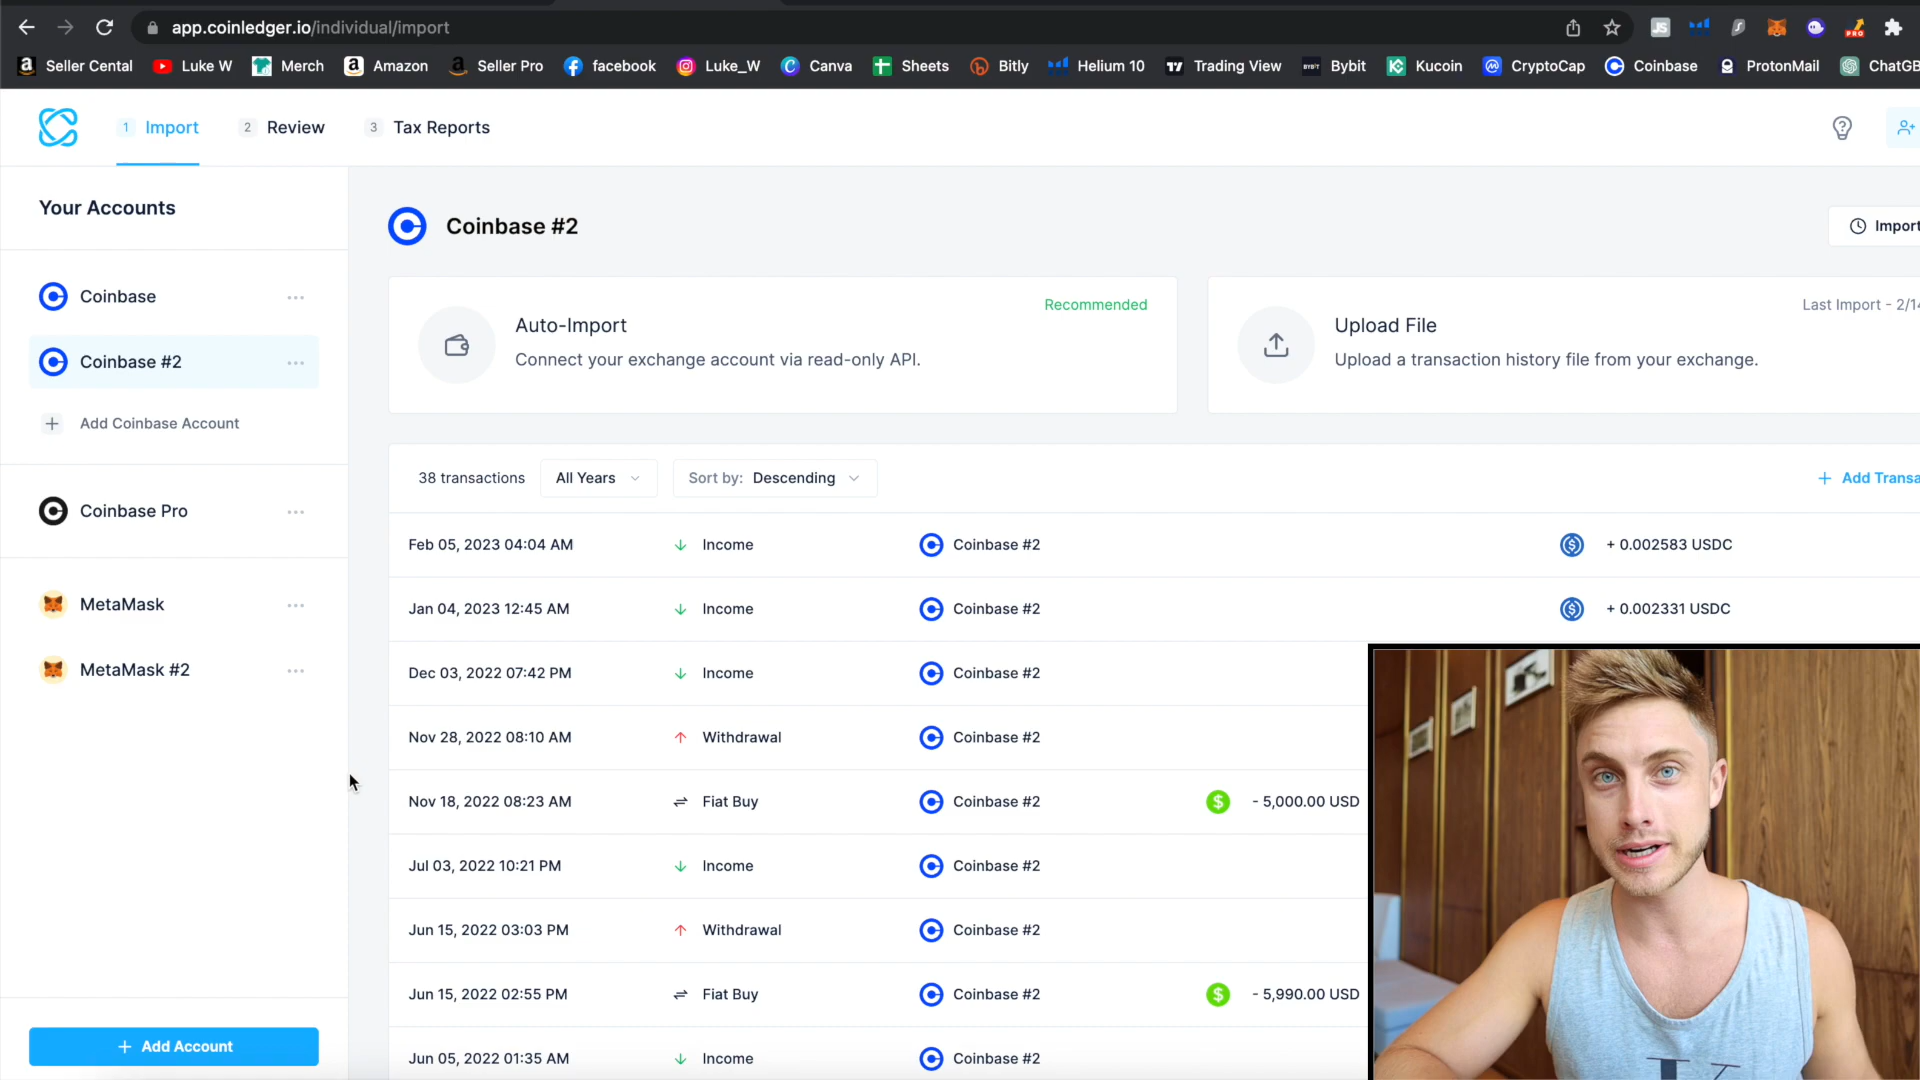 app.coinledger.io/individual/import
Seller Cental Luke W Merch Amazon Seller Pro facebook Luke_W Canva Sheets Bitly Helium 10 Trading View Bybit Kucoin CryptoCap Coinbase ProtonMail ChatGB
1 Import 2 Review 3 Tax Reports
Your Accounts
Coinbase
Coinbase #2
Add Coinbase Account
Coinbase Pro
MetaMask
MetaMask #2
+ Add Account
Coinbase #2
Import
Recommended
Auto-Import
Connect your exchange account via read-only API.
Last Import - 2/14
Upload File
Upload a transaction history file from your exchange.
38 transactions All Years Sort by: Descending + Add Transa
Feb 05, 2023 04:04 AM Income Coinbase #2 + 0.002583 USDC
Jan 04, 2023 12:45 AM Income Coinbase #2 + 0.002331 USDC
Dec 03, 2022 07:42 PM Income Coinbase #2
Nov 28, 2022 08:10 AM Withdrawal Coinbase #2
Nov 18, 2022 08:23 AM Fiat Buy Coinbase #2 - 5,000.00 USD
Jul 03, 2022 10:21 PM Income Coinbase #2
Jun 15, 2022 03:03 PM Withdrawal Coinbase #2
Jun 15, 2022 02:55 PM Fiat Buy Coinbase #2 - 5,990.00 USD
Jun 05, 2022 01:35 AM Income Coinbase #2